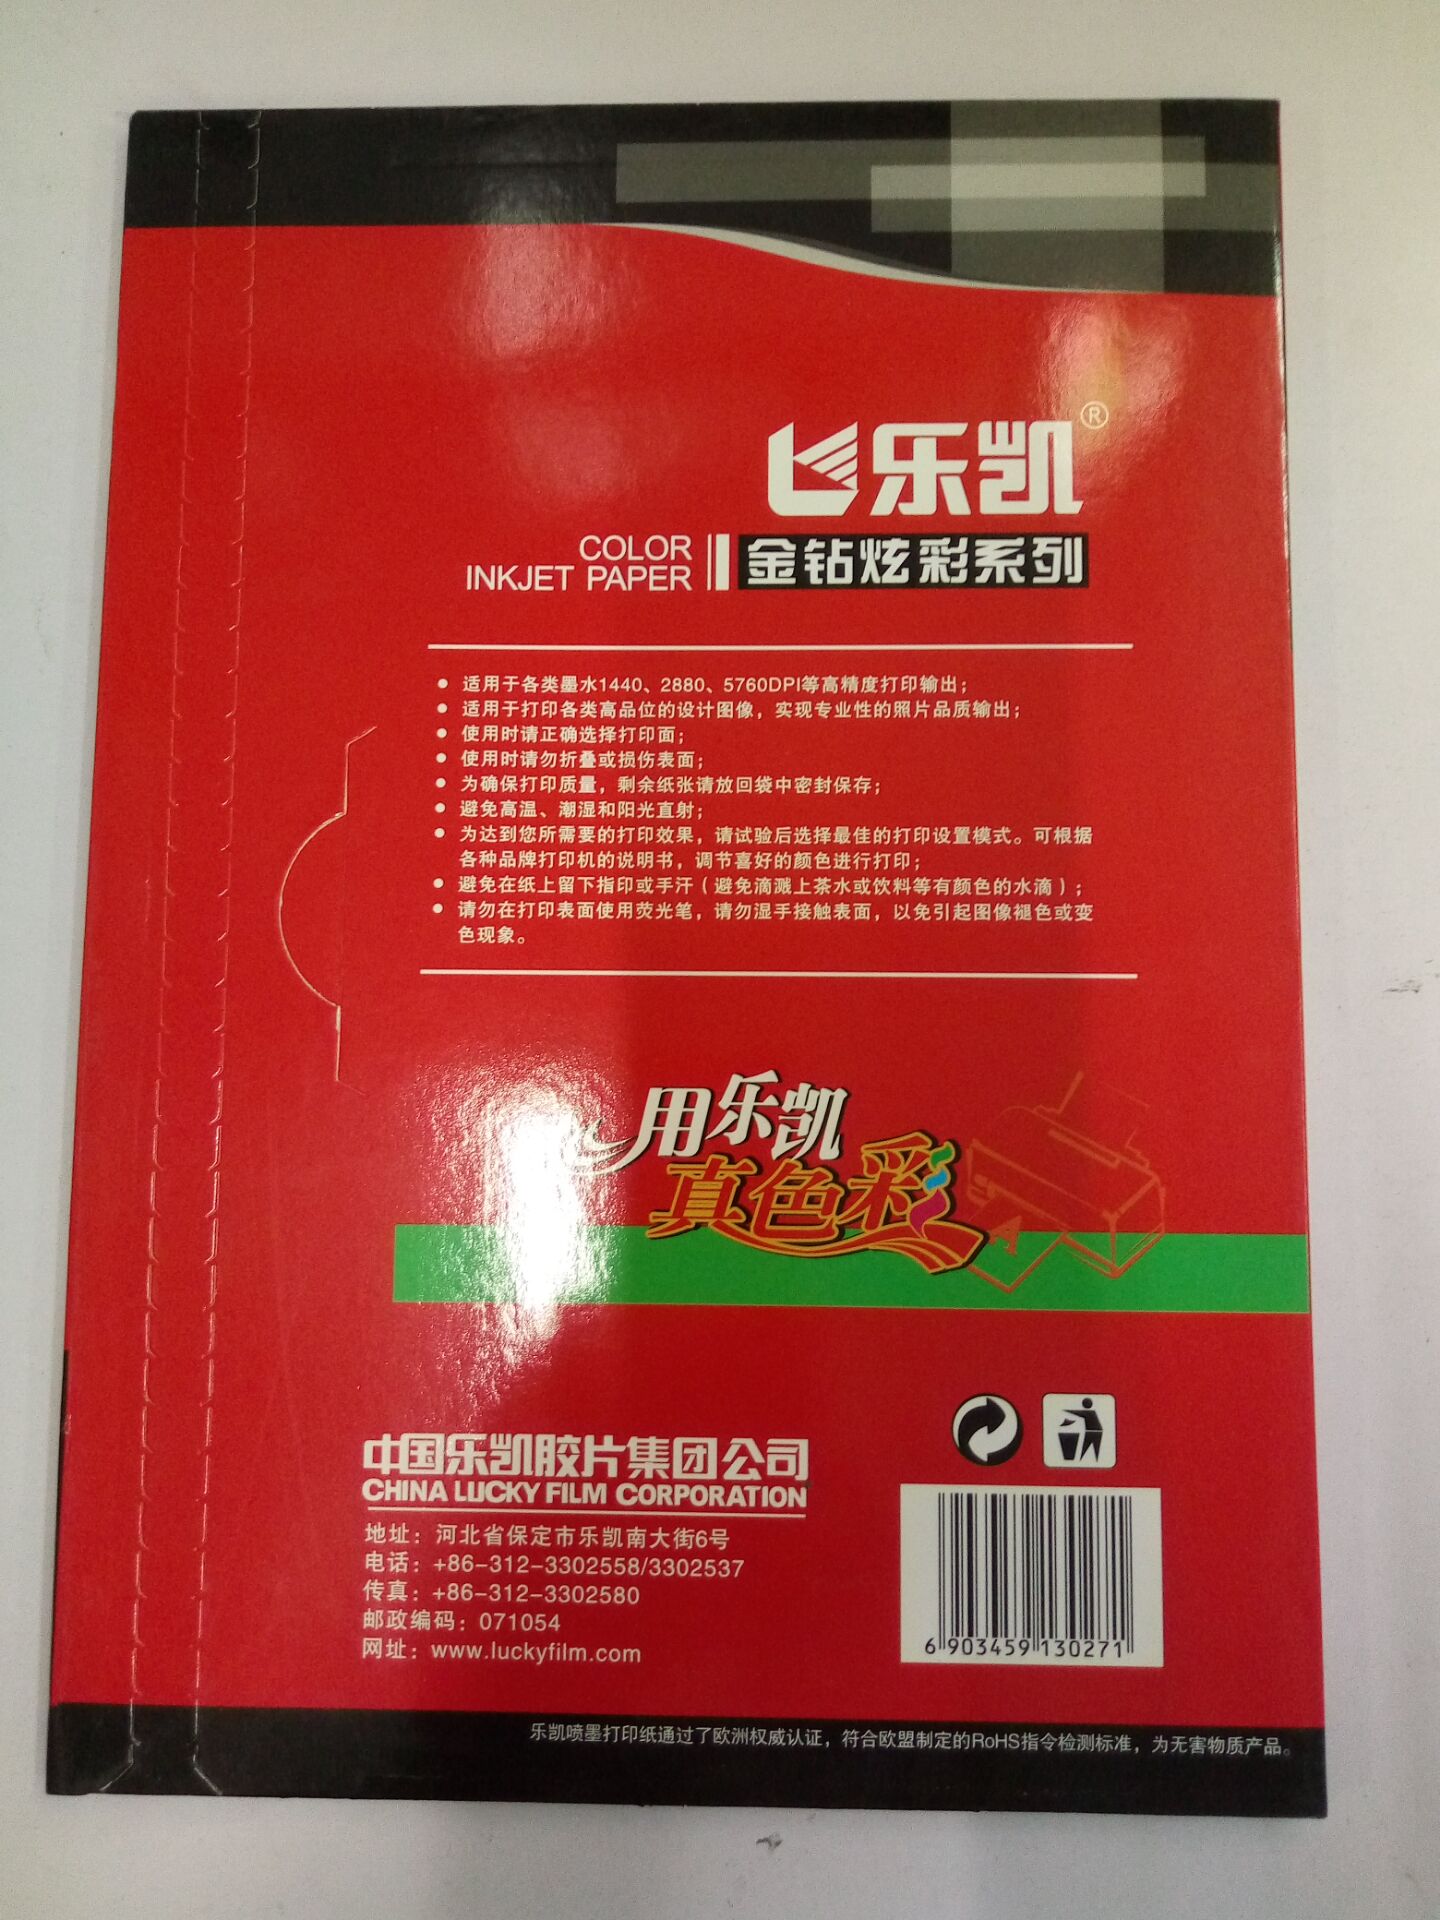 乐凯®
COLOR
INKJET PAPER
金钻炫彩系列
● 适用于各类墨水1440、2880、5760DPI等高精度打印输出；
● 适用于打印各类高品位的设计图像，实现专业性的照片品质输出；
● 使用时请正确选择打印面；
● 使用时请勿折叠或损伤表面；
● 为确保打印质量，剩余纸张请放回袋中密封保存；
● 避免高温、潮湿和阳光直射；
● 为达到您所需要的打印效果，请试验后选择最佳的打印设置模式。可根据
各种品牌打印机的说明书，调节喜好的颜色进行打印；
● 避免在纸上留下指印或手汗（避免滴溅上茶水或饮料等有颜色的水滴）；
● 请勿在打印表面使用荧光笔，请勿湿手接触表面，以免引起图像褪色或变
色现象。
用乐凯
真色彩
A
中国乐凯胶片集团公司
CHINA LUCKY FILM CORPORATION
地址：河北省保定市乐凯南大街6号
电话：+86-312-3302558/3302537
传真：+86-312-3302580
邮政编码：071054
网址：www.luckyfilm.com
6 903459 130271
乐凯喷墨打印纸通过了欧洲权威认证，符合欧盟制定的RoHS指令检测标准，为无害物质产品。